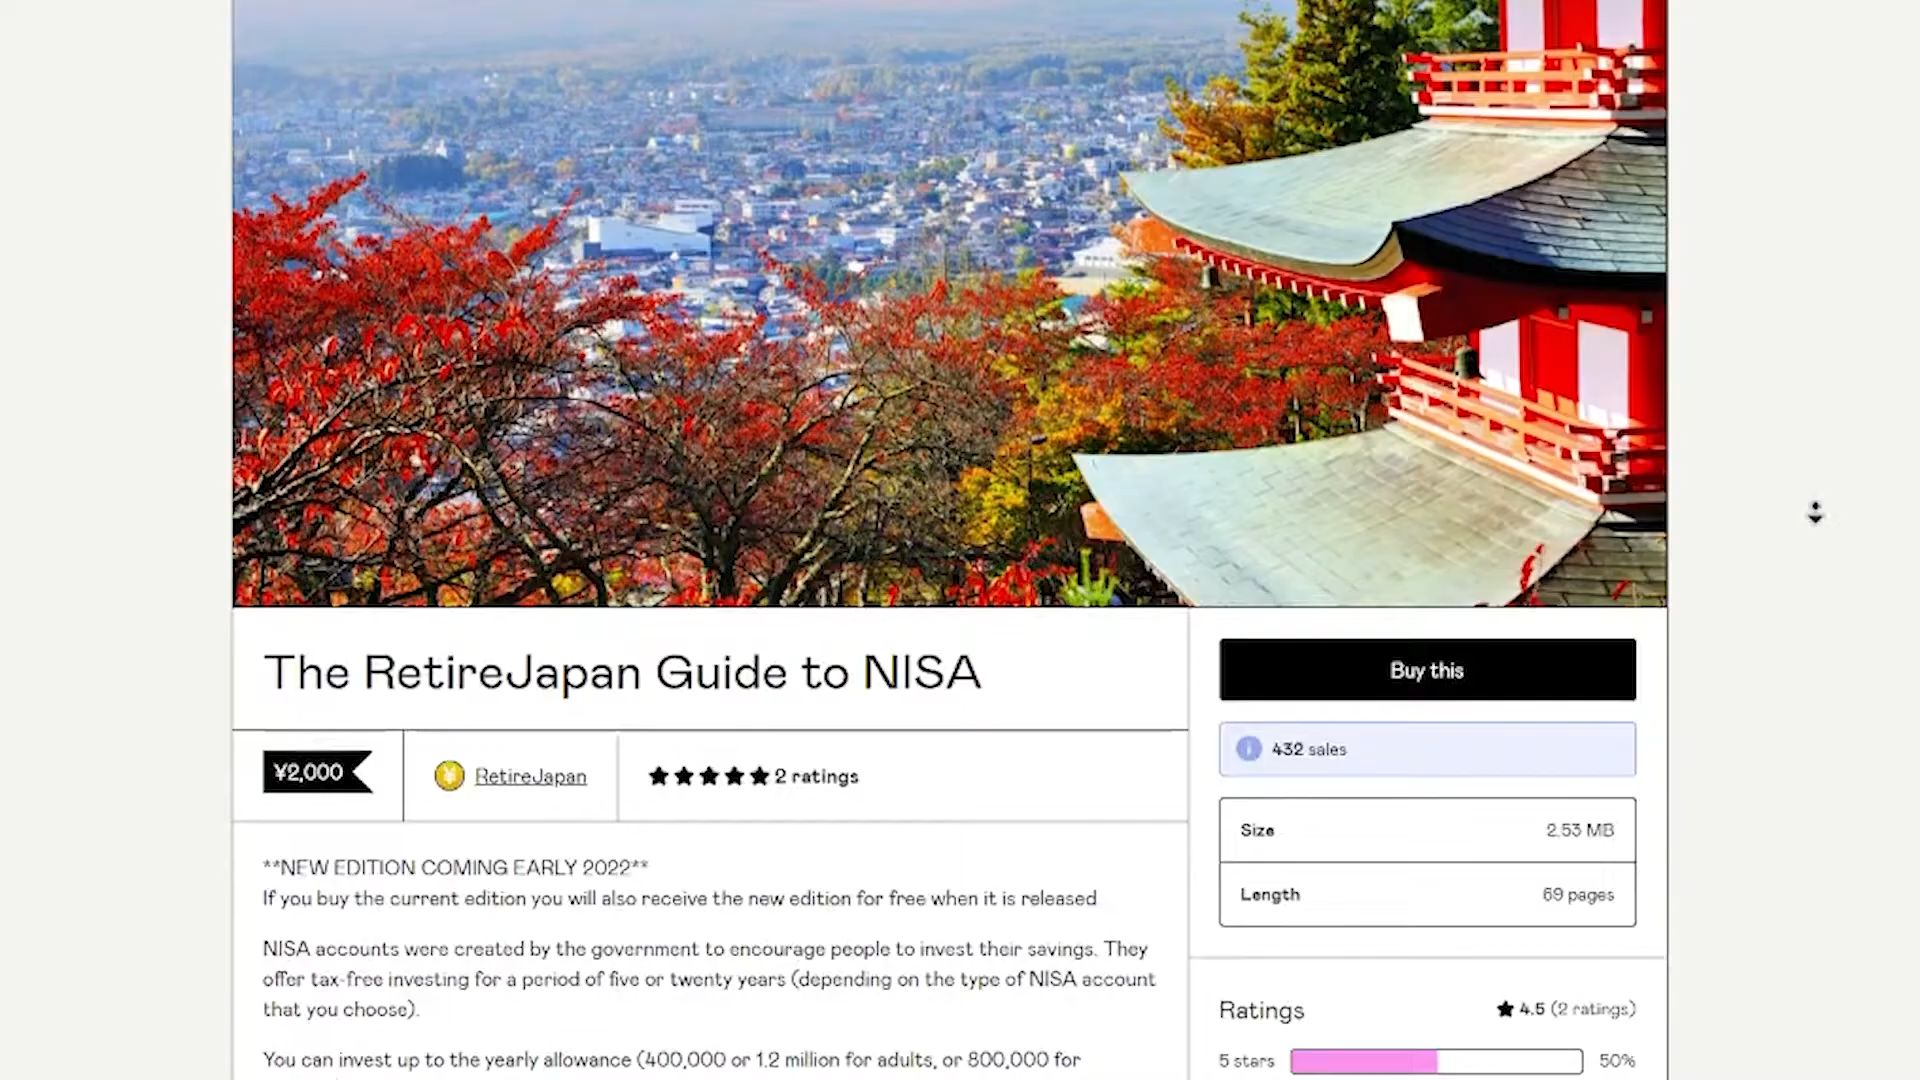 The RetireJapan Guide to NISA
¥2,000
RetireJapan
2 ratings
**NEW EDITION COMING EARLY 2022**
If you buy the current edition you will also receive the new edition for free when it is released
NISA accounts were created by the government to encourage people to invest their savings. They
offer tax-free investing for a period of five or twenty years (depending on the type of NISA account
that you choose).
You can invest up to the yearly allowance (400,000 or 1.2 million for adults, or 800,000 for
Buy this
432 sales
Size 2.53 MB
Length 69 pages
Ratings 4.5 (2 ratings)
5 stars 50%